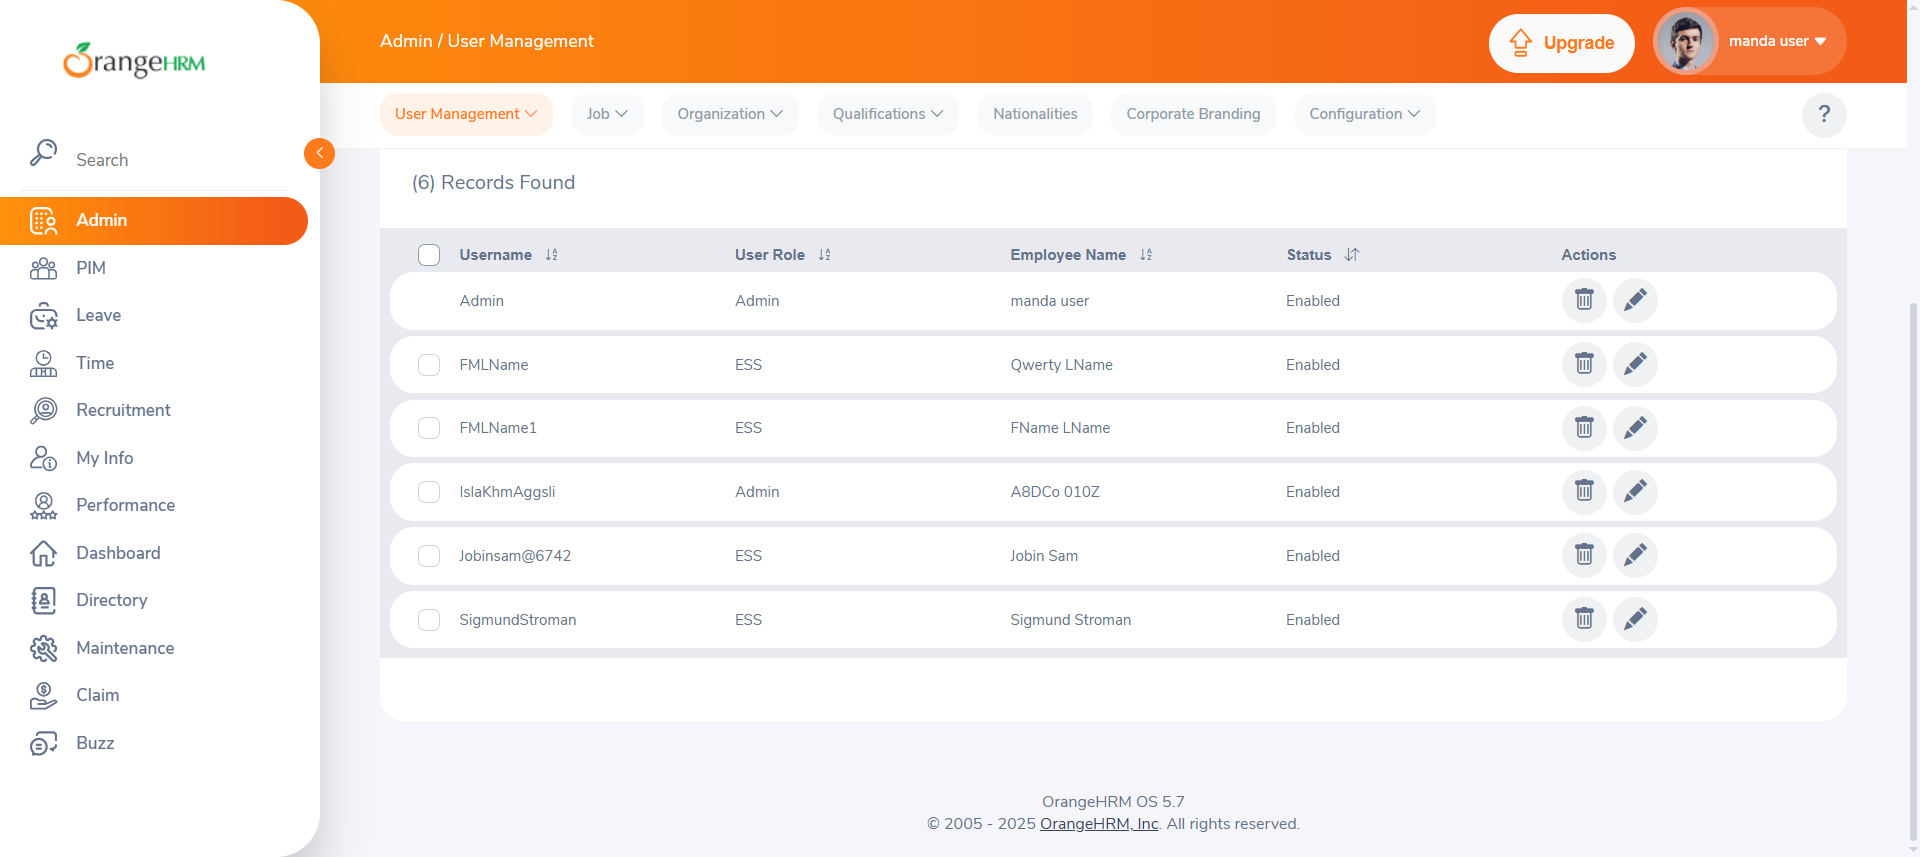 OrangeHRM
Admin / User Management
Upgrade
manda user
User Management
Job
Organization
Qualifications
Nationalities
Corporate Branding
Configuration
?
Search
Admin
PIM
Leave
Time
Recruitment
My Info
Performance
Dashboard
Directory
Maintenance
Claim
Buzz
(6) Records Found
Username User Role Employee Name Status Actions
Admin Admin manda user Enabled
FMLName ESS Qwerty LName Enabled
FMLName1 ESS FName LName Enabled
IslaKhmAggsli Admin A8DCo 010Z Enabled
Jobinsam@6742 ESS Jobin Sam Enabled
SigmundStroman ESS Sigmund Stroman Enabled
OrangeHRM OS 5.7
© 2005 - 2025 OrangeHRM, Inc. All rights reserved.